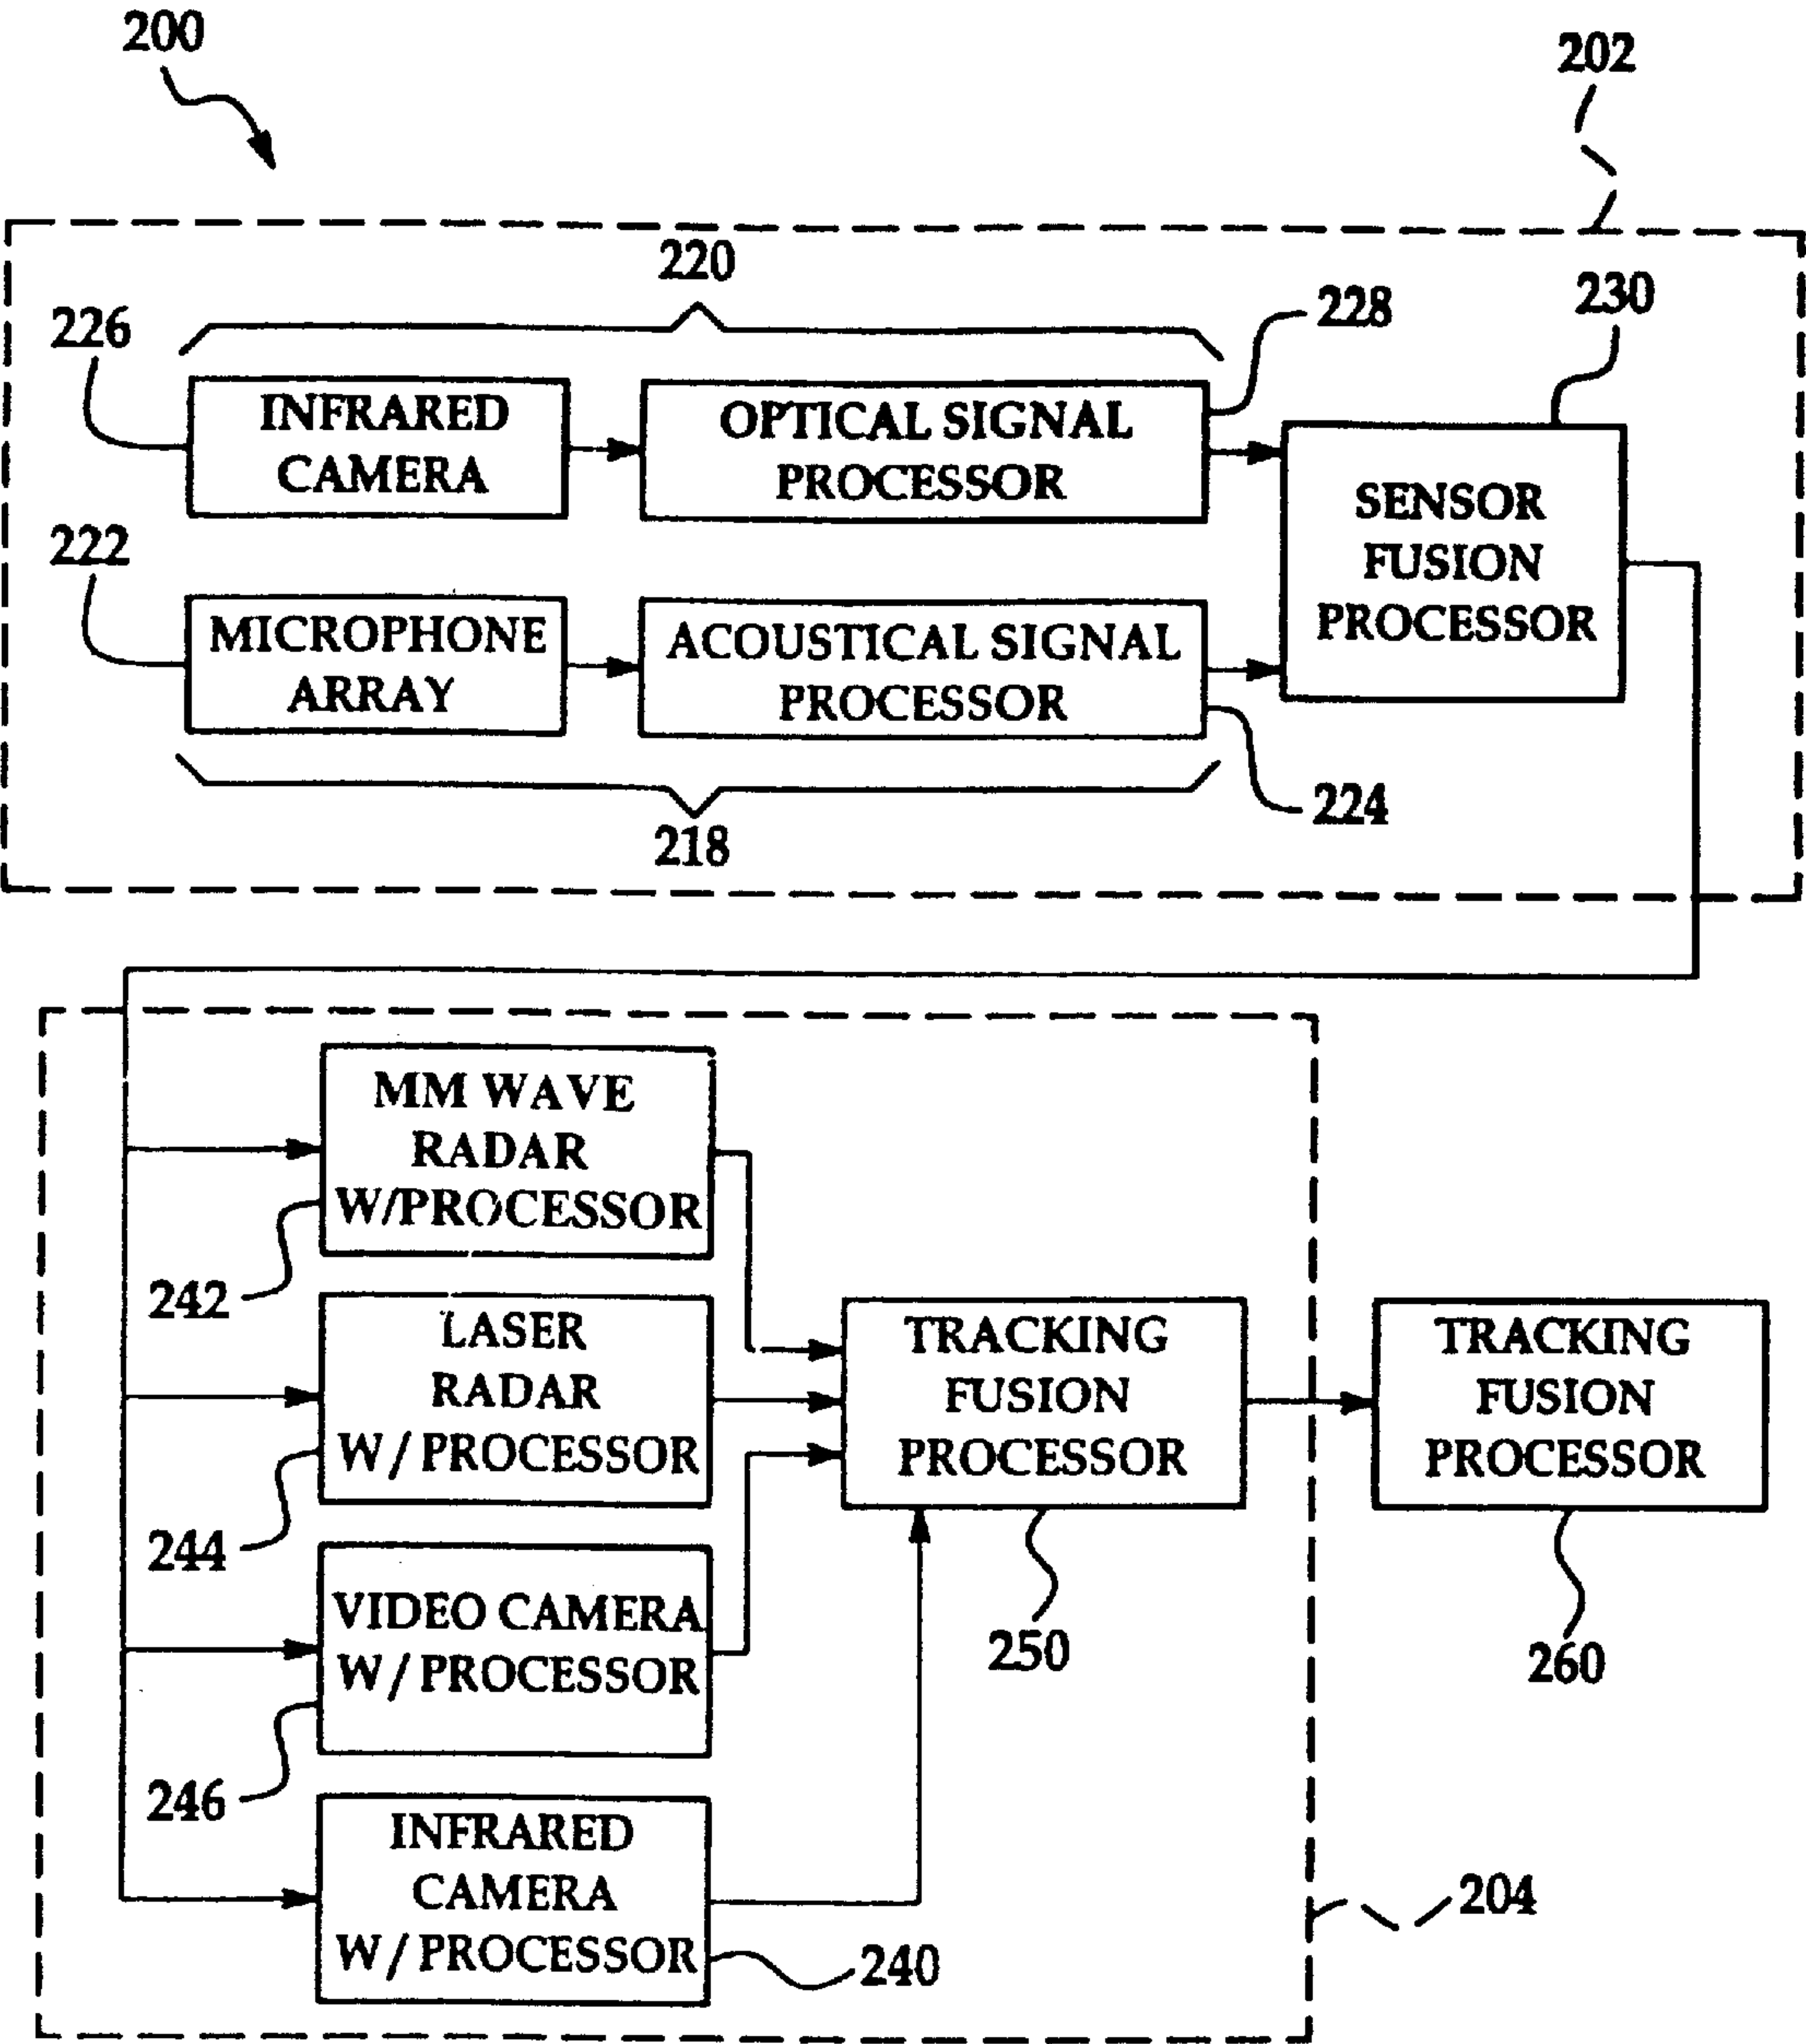 200
202
220
226
228
230
INFRARED
CAMERA
OPTICAL SIGNAL
PROCESSOR
SENSOR
FUSION
PROCESSOR
222
MICROPHONE
ARRAY
ACOUSTICAL SIGNAL
PROCESSOR
224
218
MM WAVE
RADAR
W/PROCESSOR
242
LASER
RADAR
W/ PROCESSOR
244
TRACKING
FUSION
PROCESSOR
250
TRACKING
FUSION
PROCESSOR
260
VIDEO CAMERA
W/ PROCESSOR
246
INFRARED
CAMERA
W/ PROCESSOR
240
204